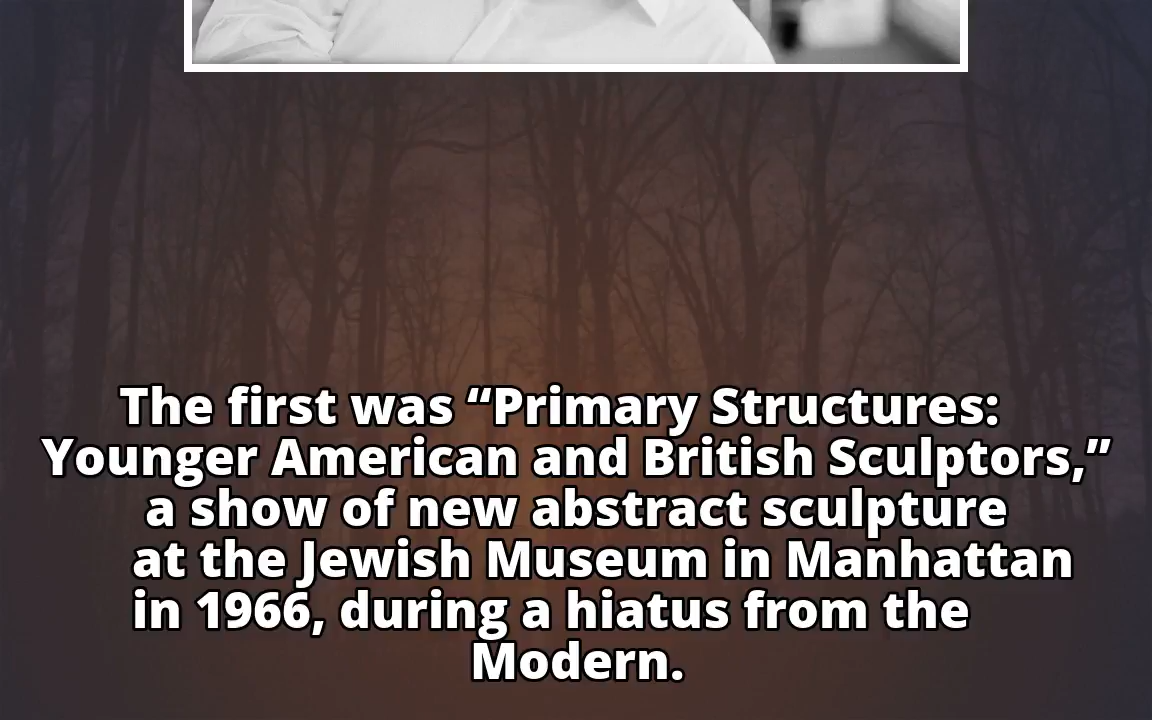 The first was “Primary Structures:
Younger American and British Sculptors,”
a show of new abstract sculpture
at the Jewish Museum in Manhattan
in 1966, during a hiatus from the
Modern.